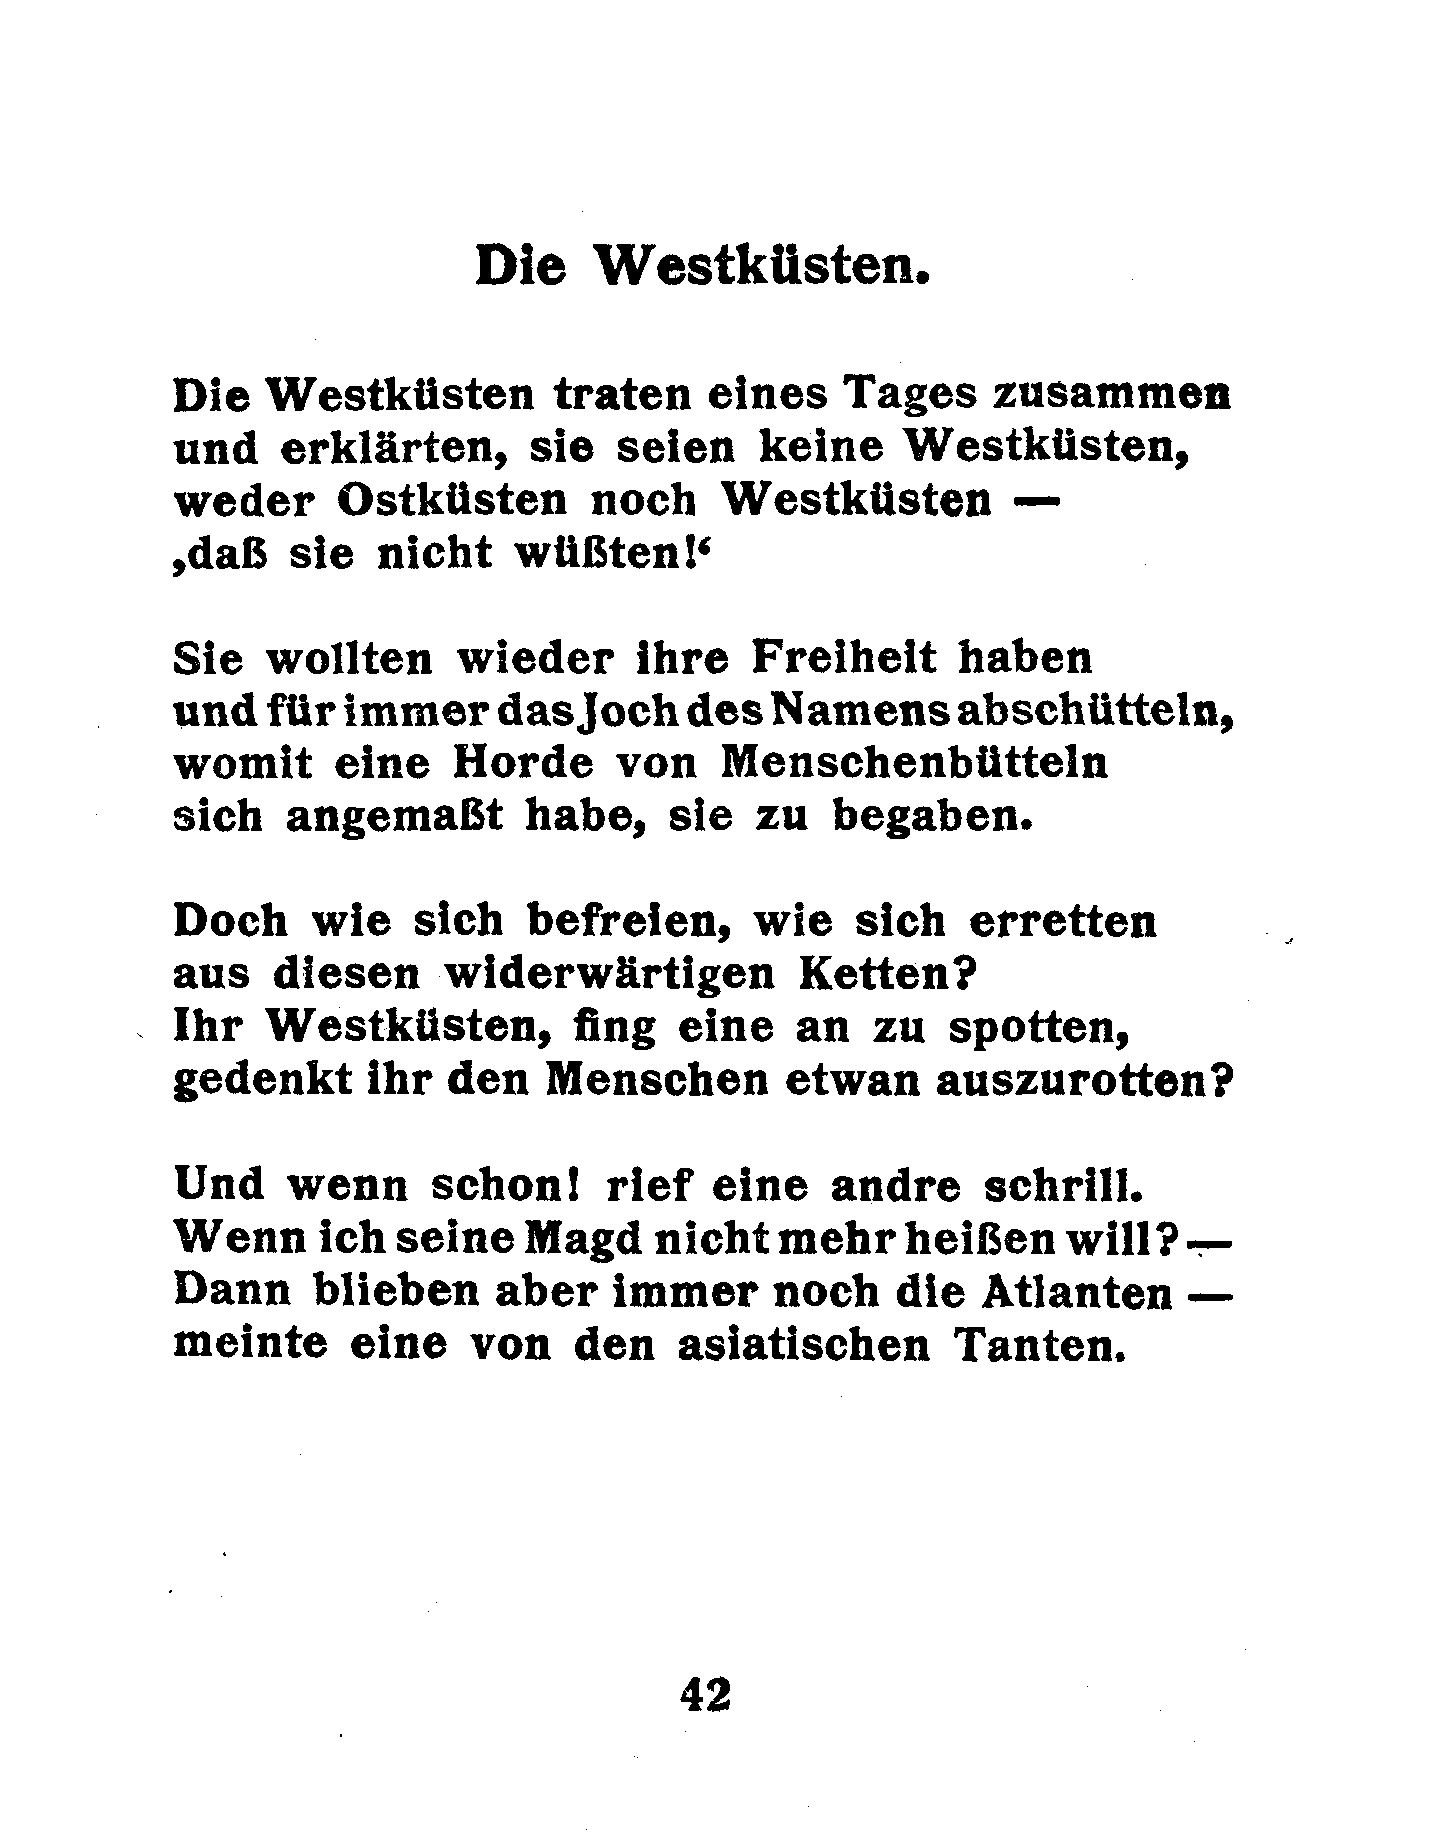 Die Westküsten.
Die Westküsten traten eines Tages zusammen
und erklärten, sie seien keine Westküsten,
weder Ostküsten noch Westküsten —
‚daß sie nicht wüßten!‘
Sie wollten wieder ihre Freiheit haben
und für immer das Joch des Namens abschütteln,
womit eine Horde von Menschenbütteln
sich angemaßt habe, sie zu begaben.
Doch wie sich befreien, wie sich erretten
aus diesen widerwärtigen Ketten?
Ihr Westküsten, fing eine an zu spotten,
gedenkt ihr den Menschen etwan auszurotten?
Und wenn schon! rief eine andre schrill.
Wenn ich seine Magd nicht mehr heißen will? —
Dann blieben aber immer noch die Atlanten —
meinte eine von den asiatischen Tanten.
42